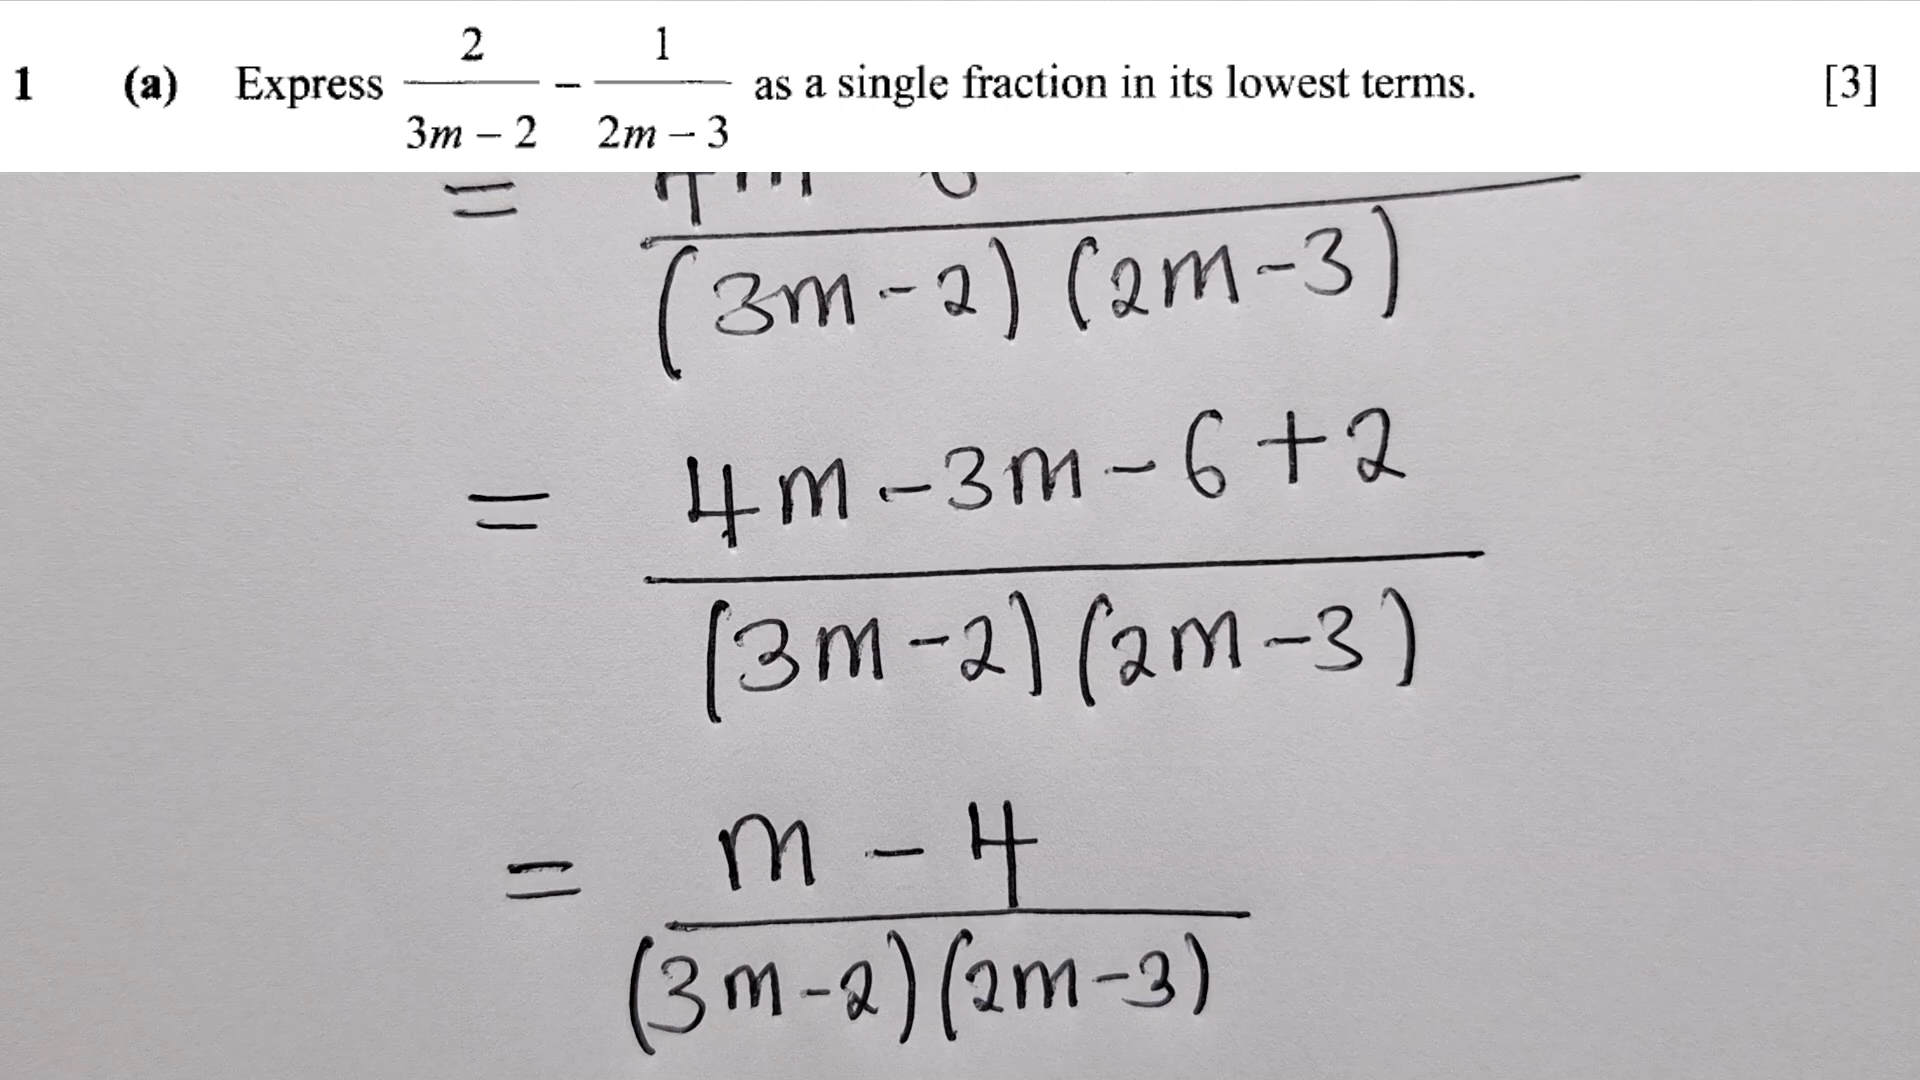 1 (a) Express 2/(3m – 2) – 1/(2m – 3) as a single fraction in its lowest terms. [3]
=
(3m-2)(2m-3)
= 4m-3m-6+2
(3m-2)(2m-3)
= m-4
(3m-2)(2m-3)